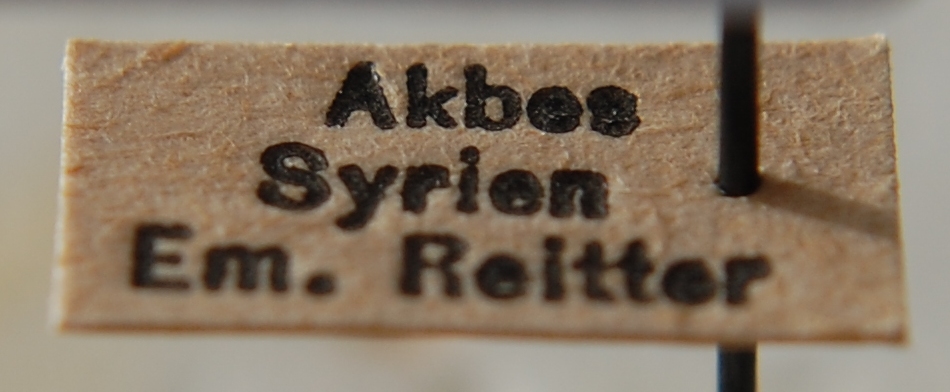 Akbes
Syrien
Em. Reitter